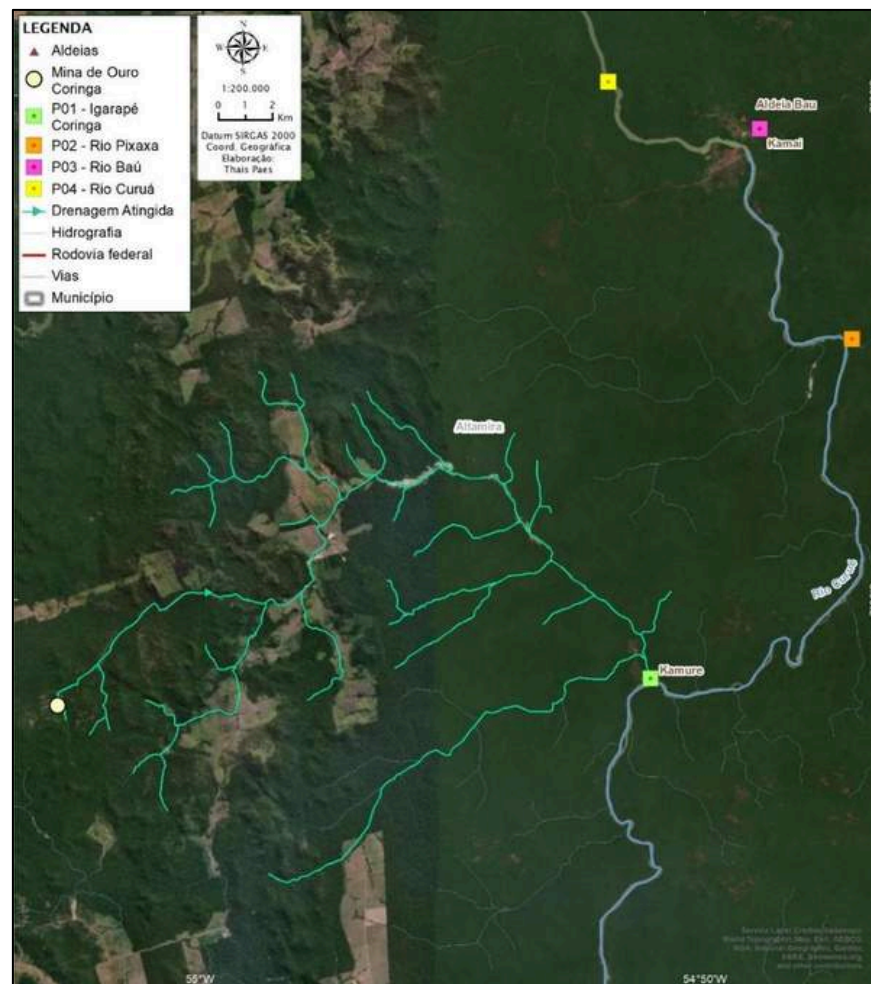 LEGENDA
Aldeias
Mina de Ouro
Coringa
P01 - Igarapé
Coringa
P02 - Rio Pixaxa
P03 - Rio Baú
P04 - Rio Curuá
Drenagem Atingida
Hidrografia
Rodovia federal
Vias
Município
N
W E
S
1:200.000
0 1 2
Km
Datum SIRGAS 2000
Coord. Geográfica
Elaboração:
Thais Paes
Aldeia Bau
Kamai
Altamira
Rio Curuá
Kamure
55°W
54°50'W